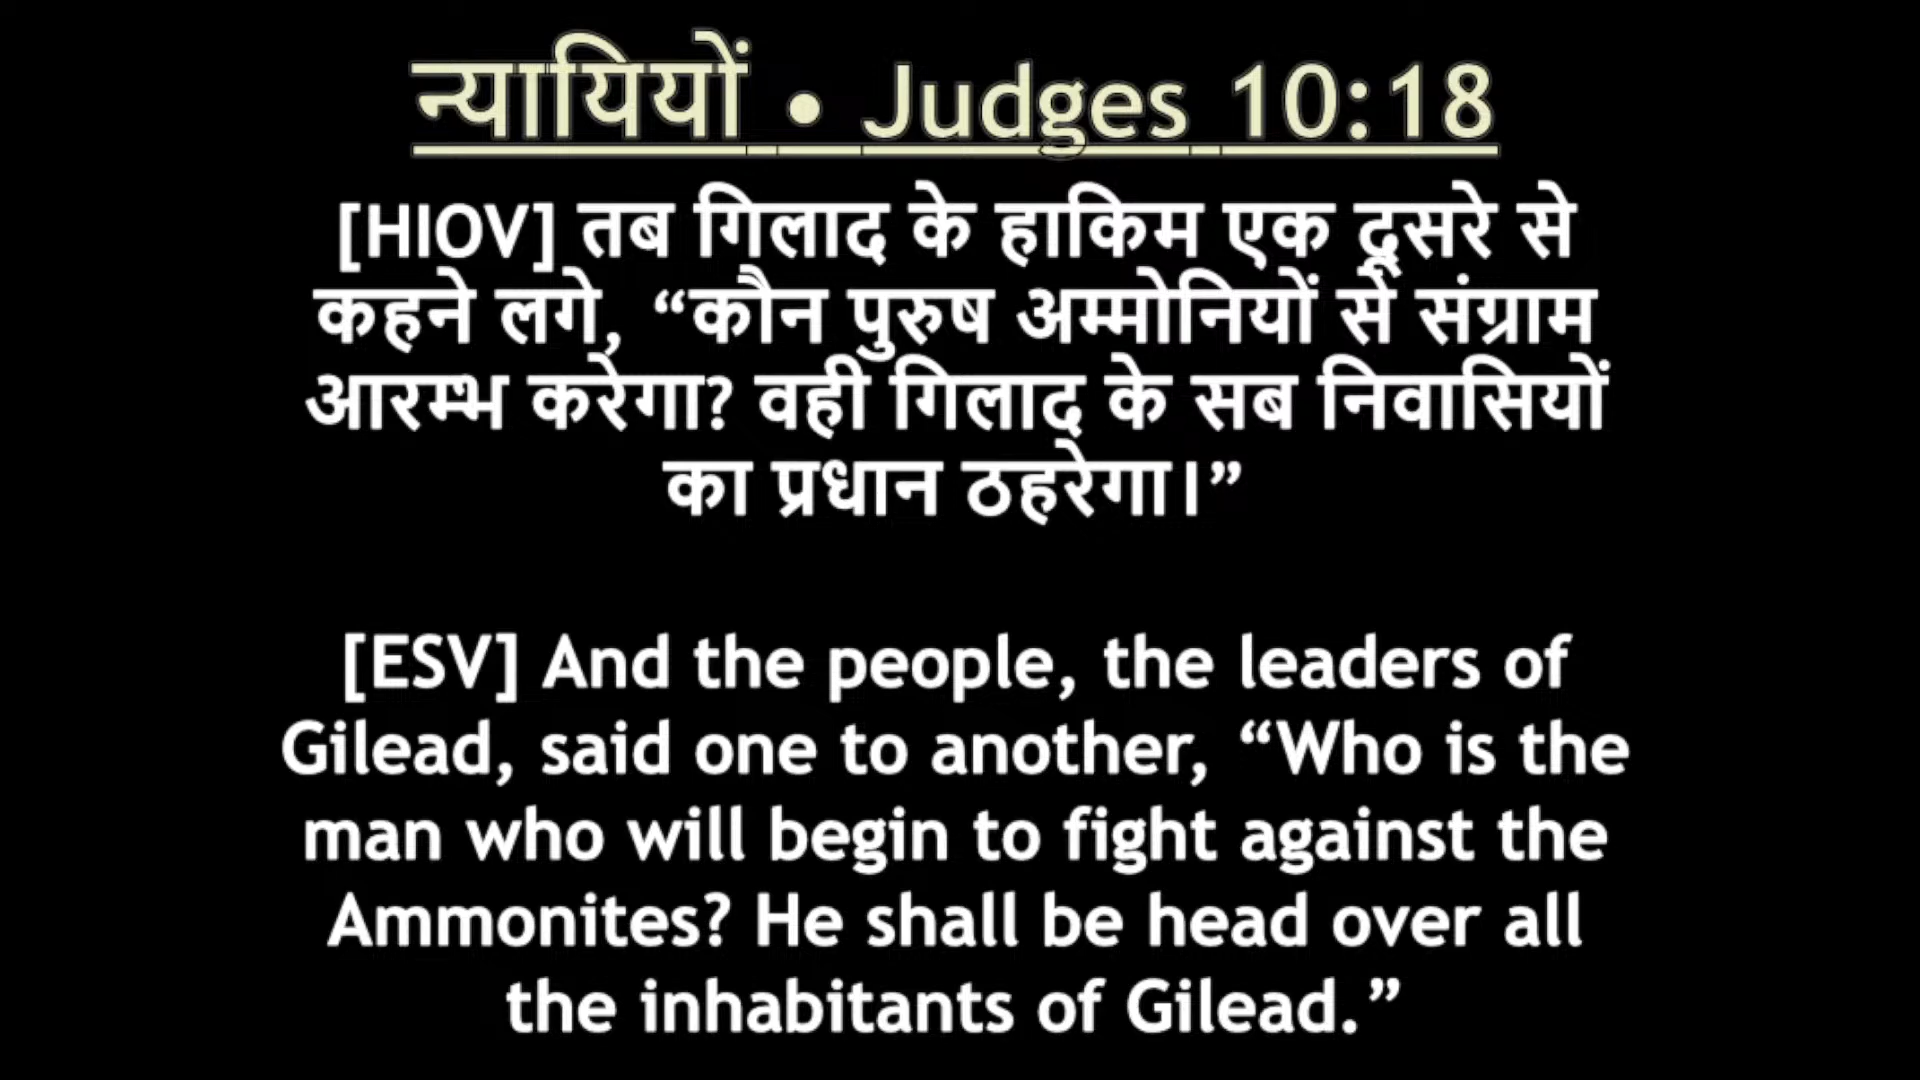 न्यायियों • Judges 10:18
[HIOV] तब गिलाद के हाकिम एक दूसरे से
कहने लगे, “कौन पुरुष अम्मोनियों से संग्राम
आरम्भ करेगा? वही गिलाद के सब निवासियों
का प्रधान ठहरेगा।”
[ESV] And the people, the leaders of
Gilead, said one to another, “Who is the
man who will begin to fight against the
Ammonites? He shall be head over all
the inhabitants of Gilead.”